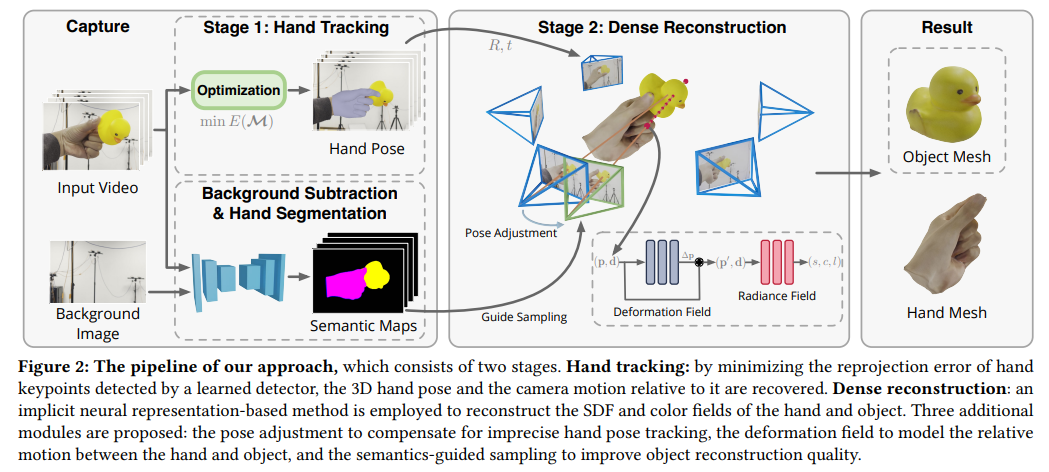 Capture
Input Video
Background
Image
Stage 1: Hand Tracking
Optimization
min E(𝓜)
Hand Pose
Background Subtraction
& Hand Segmentation
Semantic Maps
Stage 2: Dense Reconstruction
R, t
Pose Adjustment
Guide Sampling
(p, d)
Δp
(p′, d)
(s, c, l)
Deformation Field
Radiance Field
Result
Object Mesh
Hand Mesh
Figure 2: The pipeline of our approach, which consists of two stages. Hand tracking: by minimizing the reprojection error of hand
keypoints detected by a learned detector, the 3D hand pose and the camera motion relative to it are recovered. Dense reconstruction: an
implicit neural representation-based method is employed to reconstruct the SDF and color fields of the hand and object. Three additional
modules are proposed: the pose adjustment to compensate for imprecise hand pose tracking, the deformation field to model the relative
motion between the hand and object, and the semantics-guided sampling to improve object reconstruction quality.